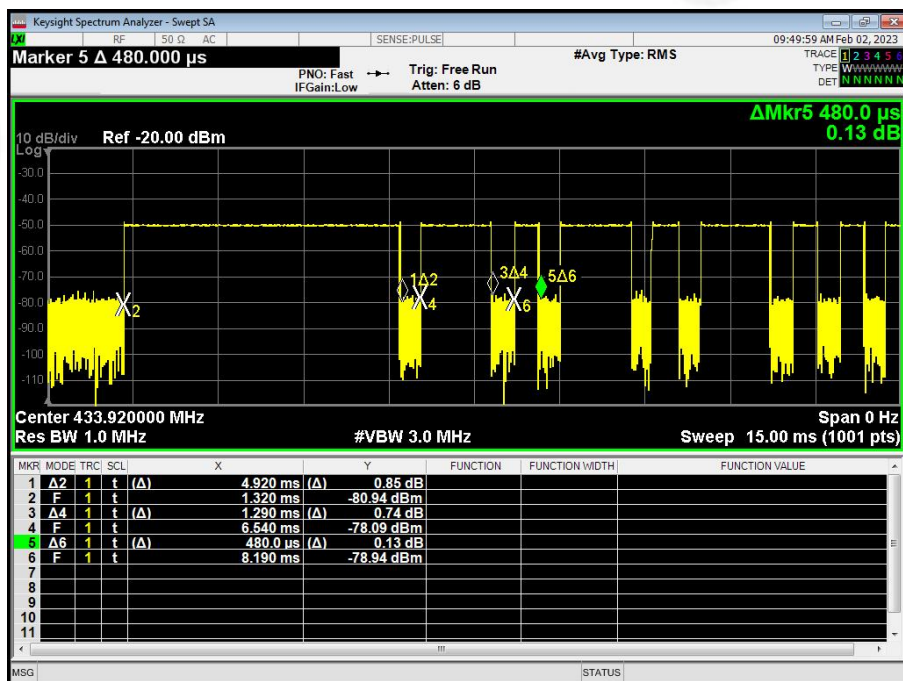 Keysight Spectrum Analyzer - Swept SA
LXI RF 50 Ω AC SENSE:PULSE 09:49:59 AM Feb 02, 2023
Marker 5 Δ 480.000 µs #Avg Type: RMS TRACE 1 2 3 4 5 6
PNO: Fast Trig: Free Run TYPE WWWWWW
IFGain:Low Atten: 6 dB DET N N N N N N
ΔMkr5 480.0 µs
10 dB/div Ref -20.00 dBm 0.13 dB
Log
-30.0
-40.0
-50.0
-60.0
-70.0
1Δ2 3Δ4 5Δ6
-80.0
2 4 6
-90.0
-100
-110
Center 433.920000 MHz Span 0 Hz
Res BW 1.0 MHz #VBW 3.0 MHz Sweep 15.00 ms (1001 pts)
MKR MODE TRC SCL X Y FUNCTION FUNCTION WIDTH FUNCTION VALUE
1 Δ2 1 t (Δ) 4.920 ms (Δ) 0.85 dB
2 F 1 t 1.320 ms -80.94 dBm
3 Δ4 1 t (Δ) 1.290 ms (Δ) 0.74 dB
4 F 1 t 6.540 ms -78.09 dBm
5 Δ6 1 t (Δ) 480.0 µs (Δ) 0.13 dB
6 F 1 t 8.190 ms -78.94 dBm
7
8
9
10
11
MSG STATUS